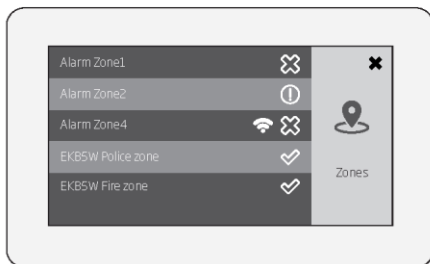 Alarm Zone1
Alarm Zone2
Alarm Zone4
EKB5W Police zone
EKB5W Fire zone
Zones